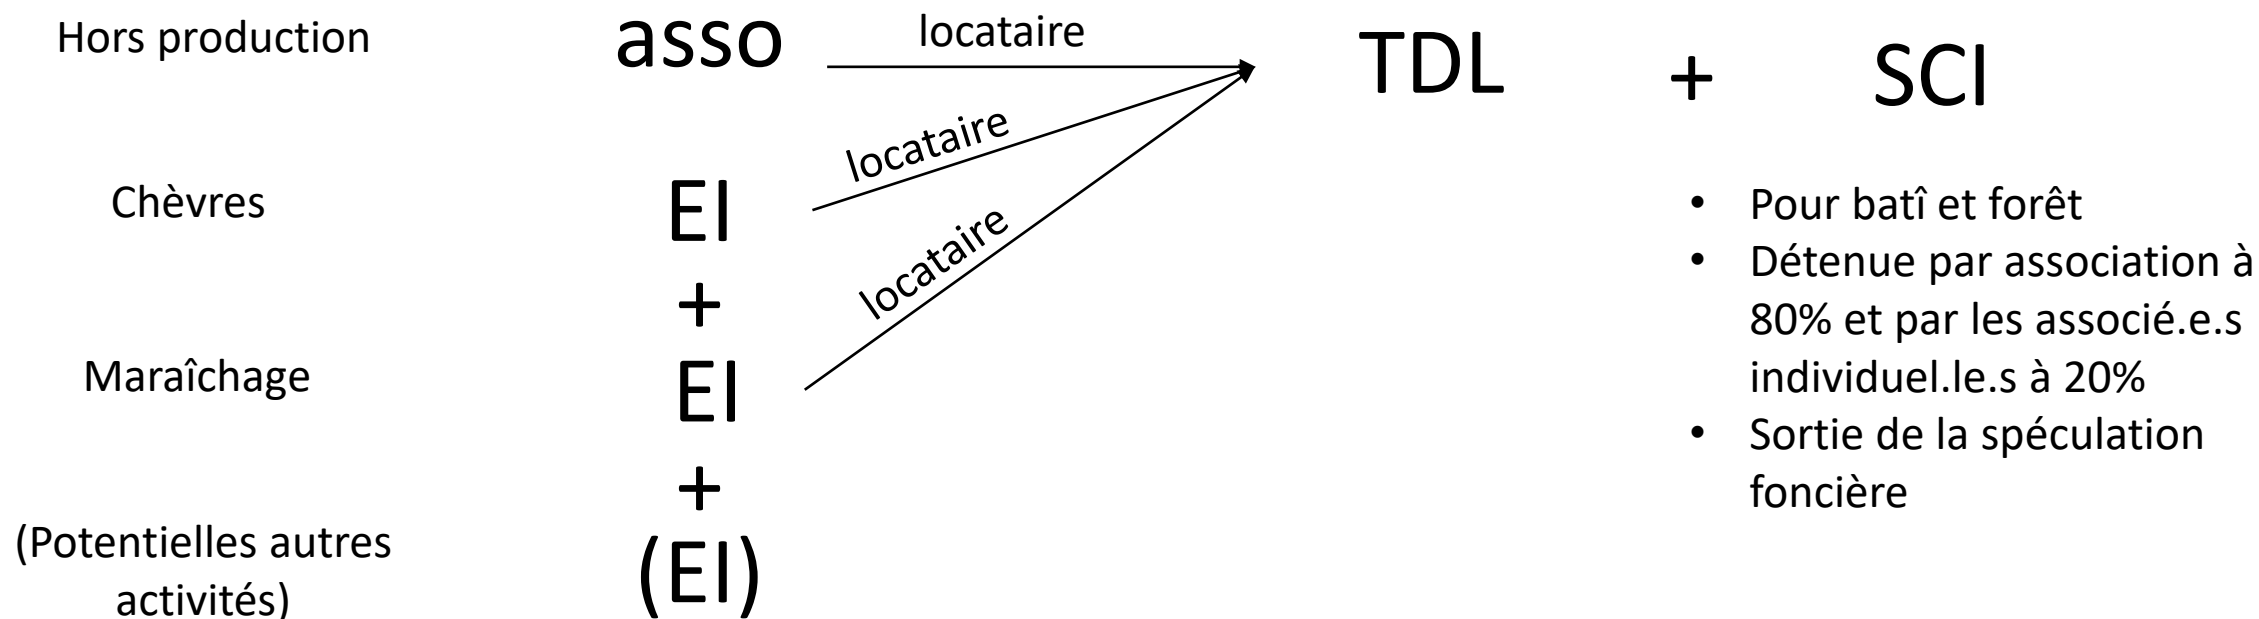 Hors production
asso
locataire
TDL
+
SCI
locataire
Chèvres
EI
locataire
+
Maraîchage
EI
+
(Potentielles autres
activités)
(EI)
• Pour batî et forêt
• Détenue par association à
80% et par les associé.e.s
individuel.le.s à 20%
• Sortie de la spéculation
foncière